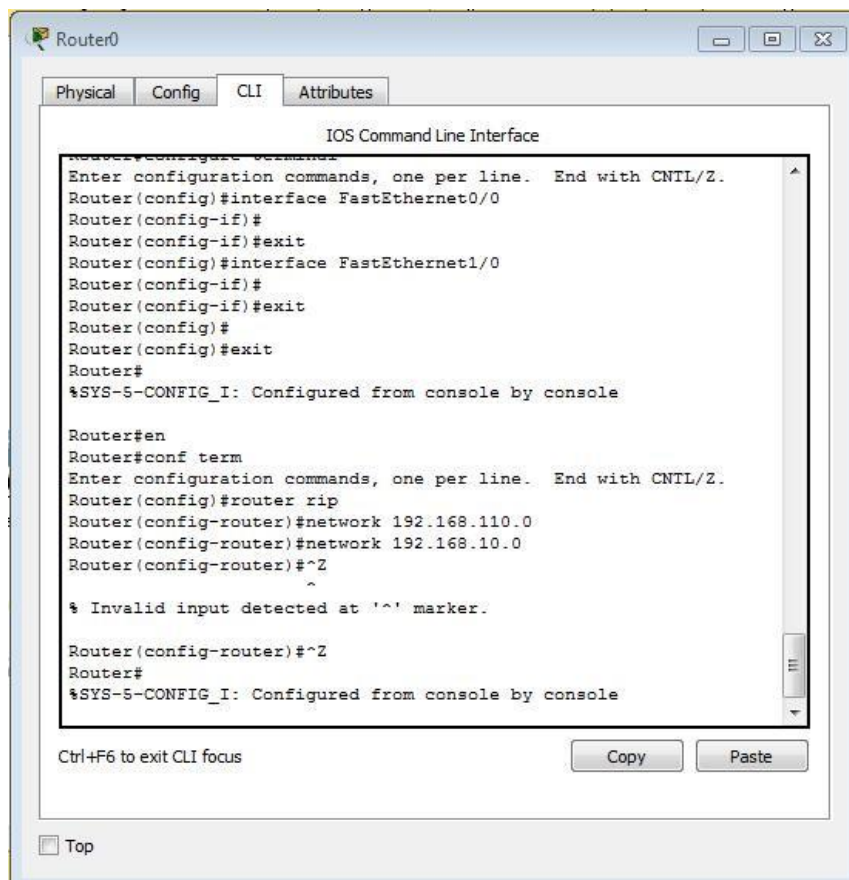 Router0
Physical Config CLI Attributes
IOS Command Line Interface
Router#configure terminal
Enter configuration commands, one per line.  End with CNTL/Z.
Router(config)#interface FastEthernet0/0
Router(config-if)#
Router(config-if)#exit
Router(config)#interface FastEthernet1/0
Router(config-if)#
Router(config-if)#exit
Router(config)#
Router(config)#exit
Router#
%SYS-5-CONFIG_I: Configured from console by console
Router#en
Router#conf term
Enter configuration commands, one per line.  End with CNTL/Z.
Router(config)#router rip
Router(config-router)#network 192.168.110.0
Router(config-router)#network 192.168.10.0
Router(config-router)#^Z
^
% Invalid input detected at '^' marker.
Router(config-router)#^Z
Router#
%SYS-5-CONFIG_I: Configured from console by console
Ctrl+F6 to exit CLI focus
Copy Paste
Top